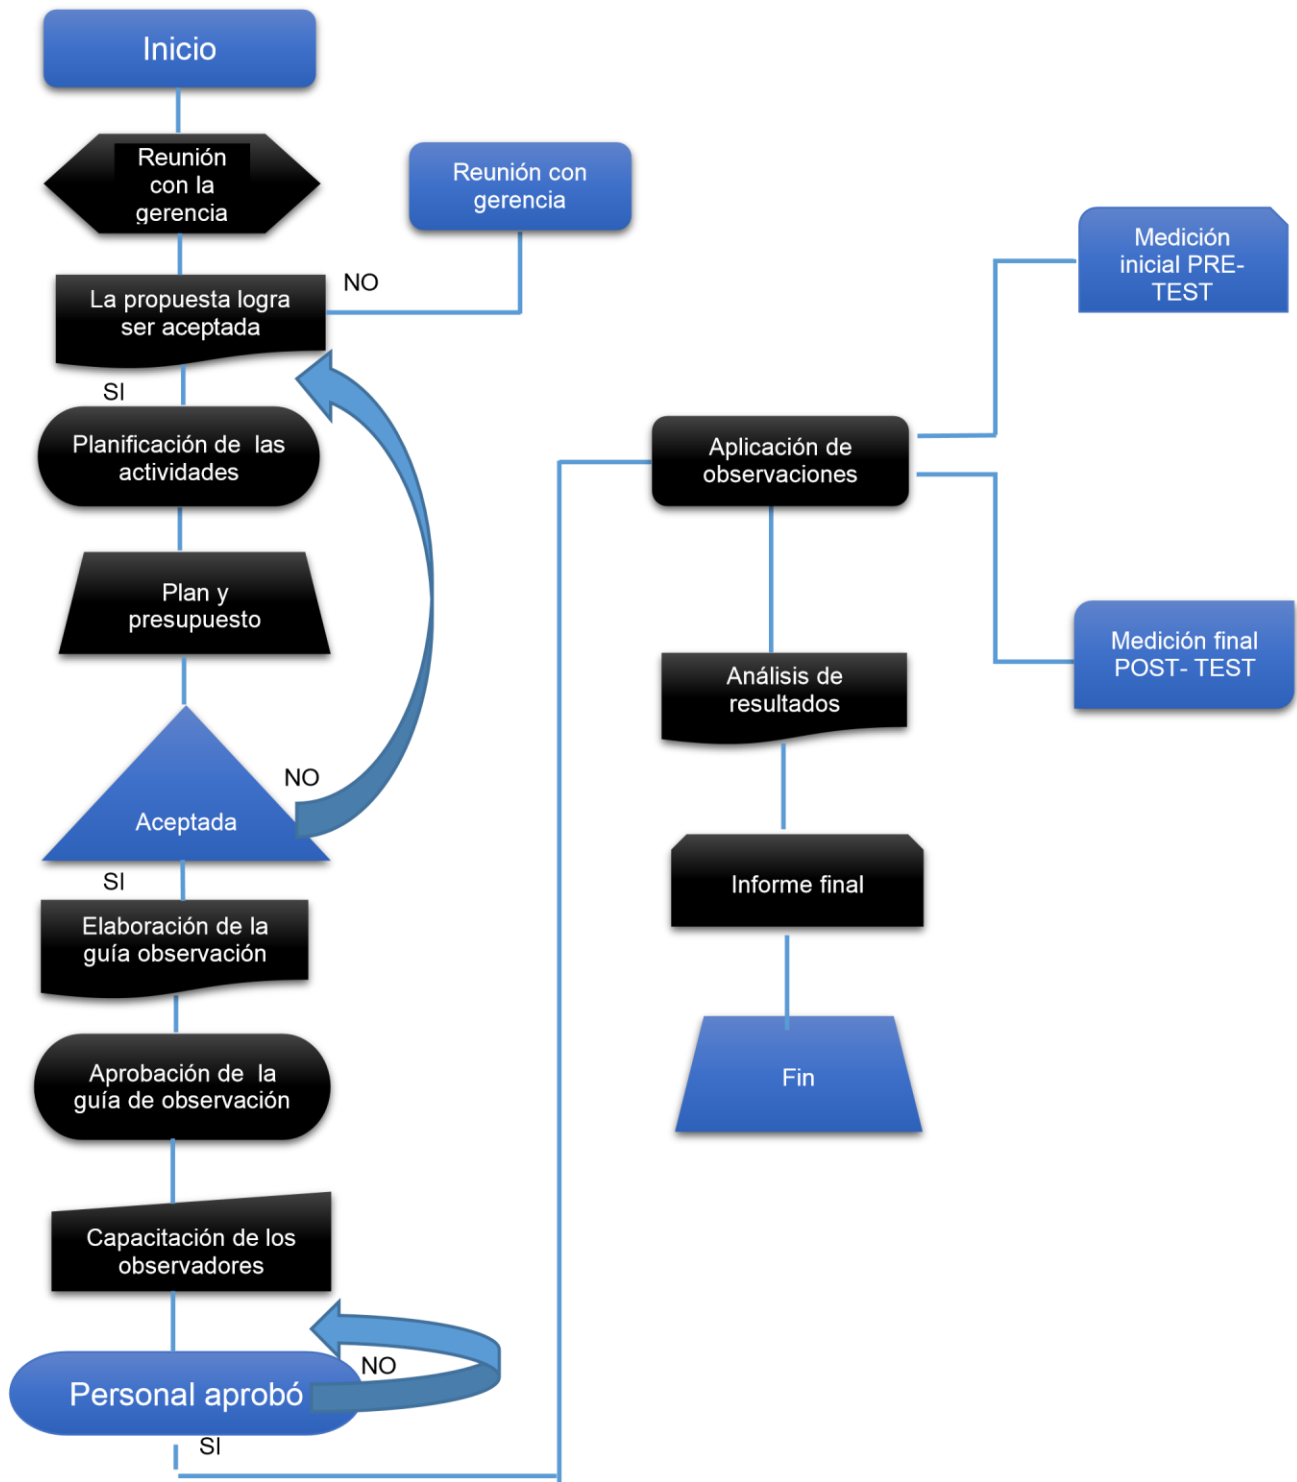 Inicio
Reunión
con la
gerencia
Reunión con
gerencia
La propuesta logra
ser aceptada
NO
SI
Planificación de las
actividades
Plan y
presupuesto
Aceptada
NO
SI
Elaboración de la
guía observación
Aprobación de la
guía de observación
Capacitación de los
observadores
Personal aprobó
NO
SI
Aplicación de
observaciones
Medición
inicial PRE-
TEST
Medición final
POST- TEST
Análisis de
resultados
Informe final
Fin